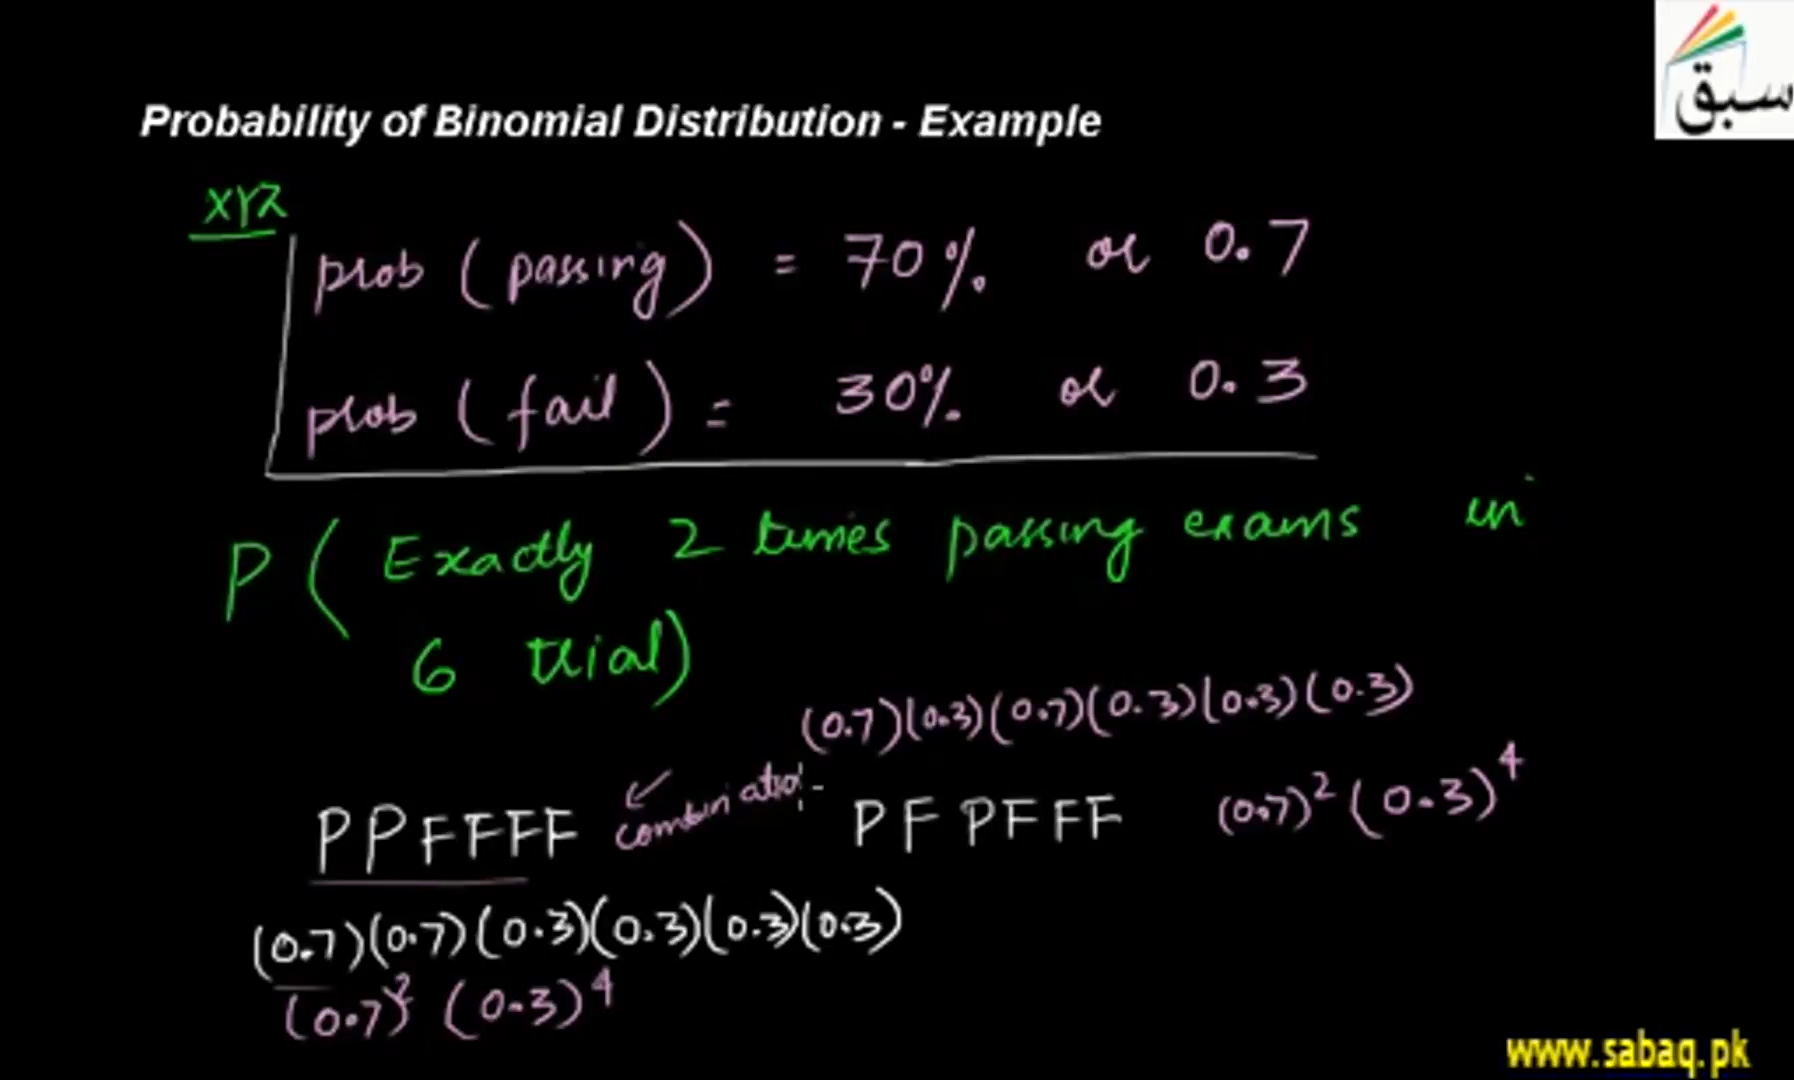 سبق
Probability of Binomial Distribution - Example
XYZ
prob (passing) = 70% or 0.7
prob (fail) = 30% or 0.3
P ( Exactly 2 times passing exams in
6 trial)
(0.7)(0.3)(0.7)(0.3)(0.3)(0.3)
PPFFFF ↙ combination PFPFFF (0.7)² (0.3)⁴
(0.7)(0.7)(0.3)(0.3)(0.3)(0.3)
(0.7)² (0.3)⁴
www.sabaq.pk